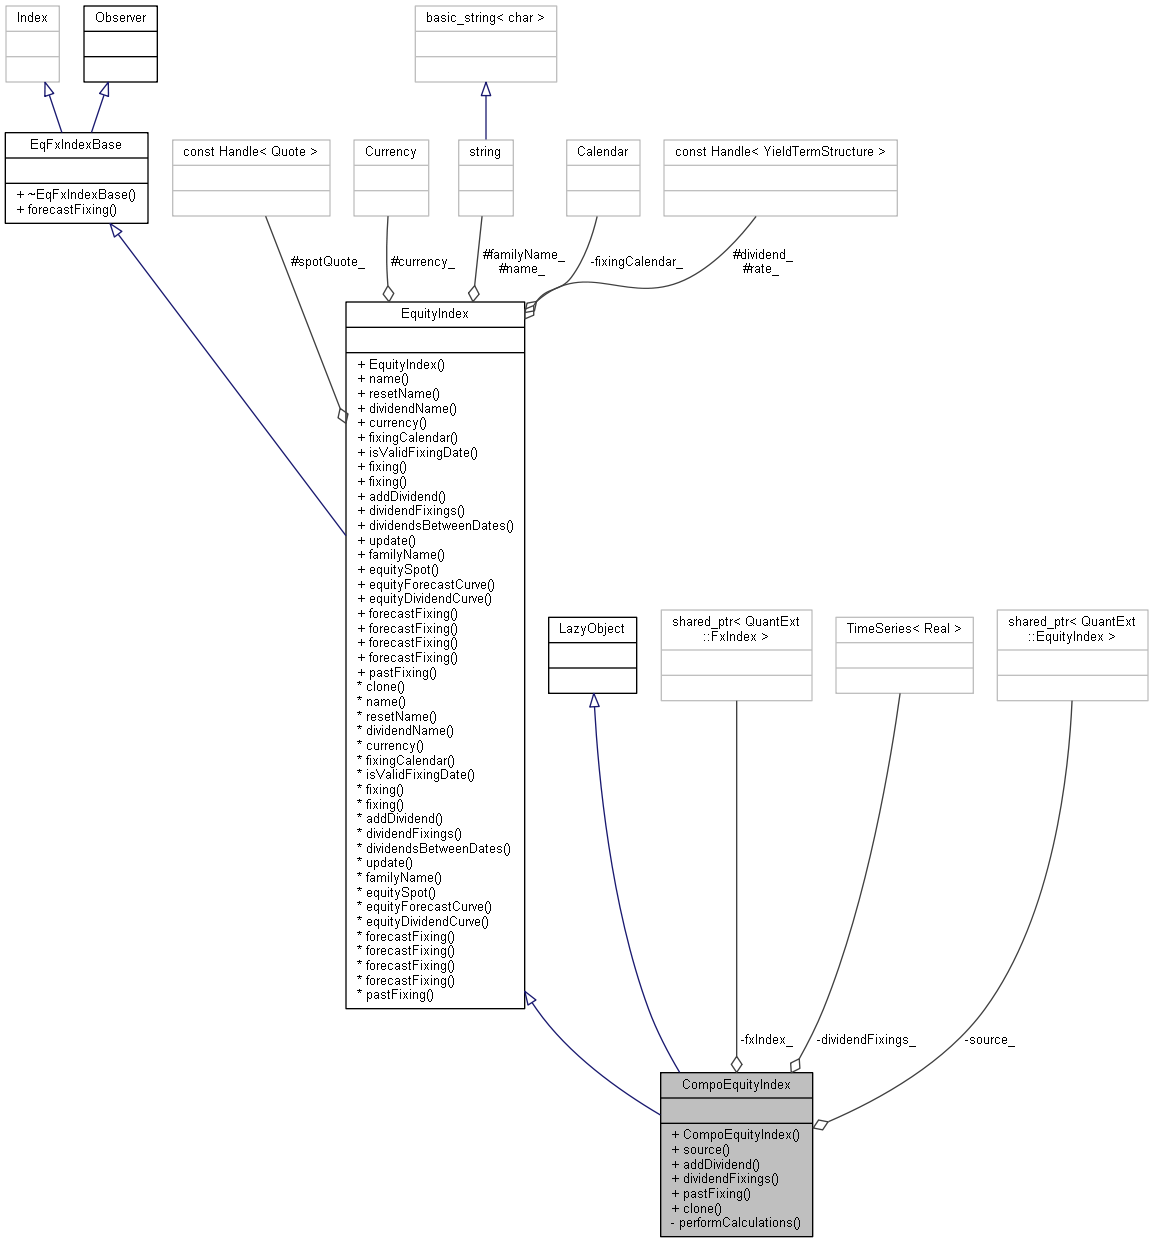 Index
Observer
basic_string< char >
EqFxIndexBase
+ ~EqFxIndexBase()
+ forecastFixing()
const Handle< Quote >
Currency
string
Calendar
const Handle< YieldTermStructure >
#spotQuote_
#currency_
#familyName_
#name_
-fixingCalendar_
#dividend_
#rate_
EquityIndex
+ EquityIndex()
+ name()
+ resetName()
+ dividendName()
+ currency()
+ fixingCalendar()
+ isValidFixingDate()
+ fixing()
+ fixing()
+ addDividend()
+ dividendFixings()
+ dividendsBetweenDates()
+ update()
+ familyName()
+ equitySpot()
+ equityForecastCurve()
+ equityDividendCurve()
+ forecastFixing()
+ forecastFixing()
+ forecastFixing()
+ forecastFixing()
+ pastFixing()
* clone()
* name()
* resetName()
* dividendName()
* currency()
* fixingCalendar()
* isValidFixingDate()
* fixing()
* fixing()
* addDividend()
* dividendFixings()
* dividendsBetweenDates()
* update()
* familyName()
* equitySpot()
* equityForecastCurve()
* equityDividendCurve()
* forecastFixing()
* forecastFixing()
* forecastFixing()
* forecastFixing()
* pastFixing()
LazyObject
shared_ptr< QuantExt
::FxIndex >
TimeSeries< Real >
shared_ptr< QuantExt
::EquityIndex >
-fxIndex_
-dividendFixings_
-source_
CompoEquityIndex
+ CompoEquityIndex()
+ source()
+ addDividend()
+ dividendFixings()
+ pastFixing()
+ clone()
- performCalculations()